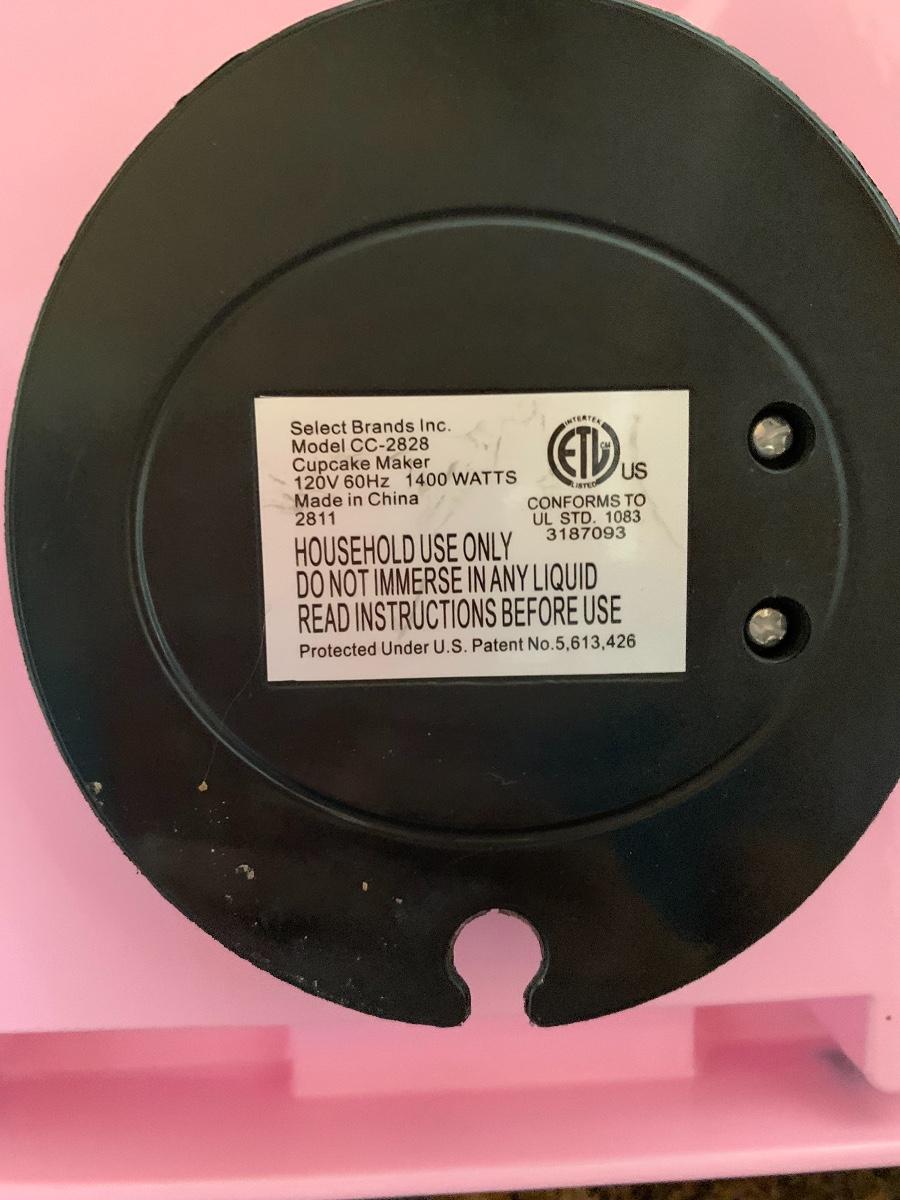 Select Brands Inc.
Model CC-2828
Cupcake Maker
120V 60Hz 1400 WATTS
Made in China
2811
INTERTEK
ETL CM
LISTED
US
CONFORMS TO
UL STD. 1083
3187093
HOUSEHOLD USE ONLY
DO NOT IMMERSE IN ANY LIQUID
READ INSTRUCTIONS BEFORE USE
Protected Under U.S. Patent No.5,613,426